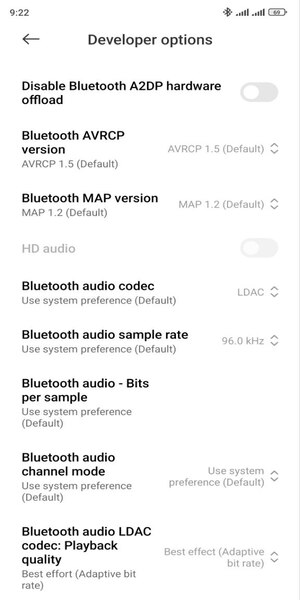 9:22
69
Developer options
Disable Bluetooth A2DP hardware
offload
Bluetooth AVRCP
version
AVRCP 1.5 (Default)
AVRCP 1.5 (Default)
Bluetooth MAP version
MAP 1.2 (Default)
MAP 1.2 (Default)
HD audio
Bluetooth audio codec
Use system preference (Default)
LDAC
Bluetooth audio sample rate
Use system preference (Default)
96.0 kHz
Bluetooth audio - Bits
per sample
Use system preference
(Default)
Bluetooth audio
channel mode
Use system preference
(Default)
Use system
preference (Default)
Bluetooth audio LDAC
codec: Playback
quality
Best effort (Adaptive bit
rate)
Best effect (Adaptive
bit rate)